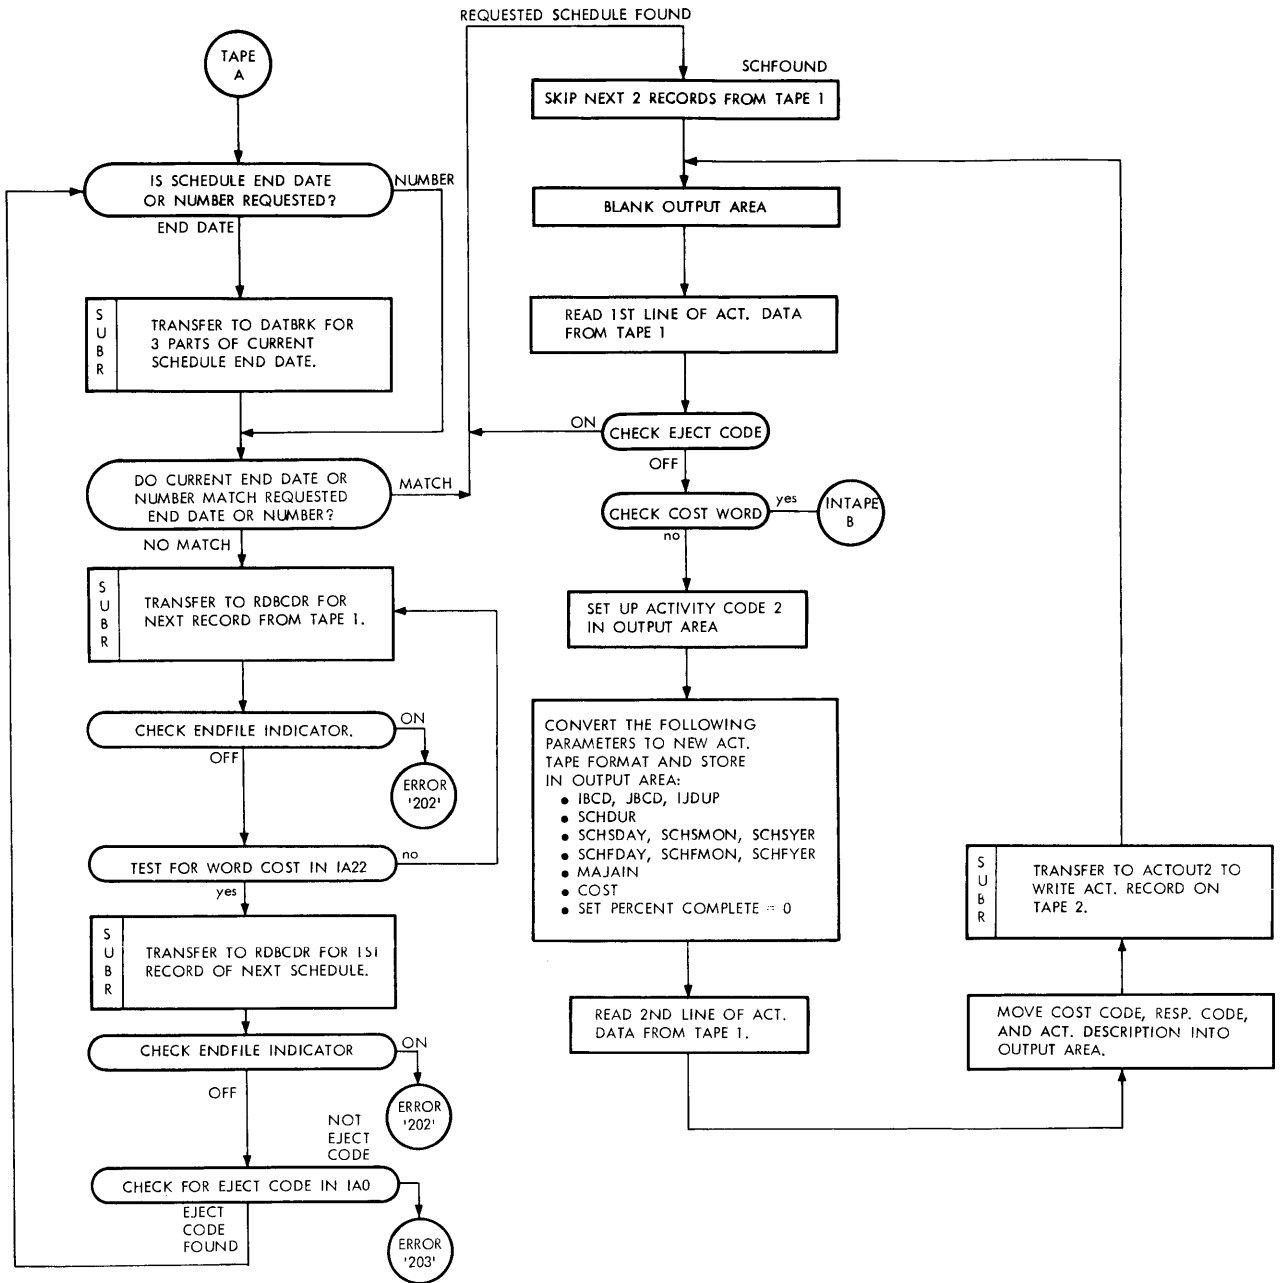 TAPE
A
IS SCHEDULE END DATE
OR NUMBER REQUESTED?
NUMBER
END DATE
SUBR
TRANSFER TO DATBRK FOR
3 PARTS OF CURRENT
SCHEDULE END DATE.
DO CURRENT END DATE OR
NUMBER MATCH REQUESTED
END DATE OR NUMBER?
MATCH
NO MATCH
SUBR
TRANSFER TO RDBCDR FOR
NEXT RECORD FROM TAPE 1.
CHECK ENDFILE INDICATOR.
ON
OFF
ERROR
'202'
TEST FOR WORD COST IN IA22
no
yes
SUBR
TRANSFER TO RDBCDR FOR 1ST
RECORD OF NEXT SCHEDULE.
CHECK ENDFILE INDICATOR
ON
OFF
ERROR
'202'
NOT
EJECT
CODE
CHECK FOR EJECT CODE IN IA0
EJECT
CODE
FOUND
ERROR
'203'
REQUESTED SCHEDULE FOUND
SCHFOUND
SKIP NEXT 2 RECORDS FROM TAPE 1
BLANK OUTPUT AREA
READ 1ST LINE OF ACT. DATA
FROM TAPE 1
ON
CHECK EJECT CODE
OFF
CHECK COST WORD
yes
INTAPE
B
no
SET UP ACTIVITY CODE 2
IN OUTPUT AREA
CONVERT THE FOLLOWING
PARAMETERS TO NEW ACT.
TAPE FORMAT AND STORE
IN OUTPUT AREA:
• IBCD, JBCD, IJDUP
• SCHDUR
• SCHSDAY, SCHSMON, SCHSYER
• SCHFDAY, SCHFMON, SCHFYER
• MAJAIN
• COST
• SET PERCENT COMPLETE = 0
READ 2ND LINE OF ACT.
DATA FROM TAPE 1.
SUBR
TRANSFER TO ACTOUT2 TO
WRITE ACT. RECORD ON
TAPE 2.
MOVE COST CODE, RESP. CODE,
AND ACT. DESCRIPTION INTO
OUTPUT AREA.